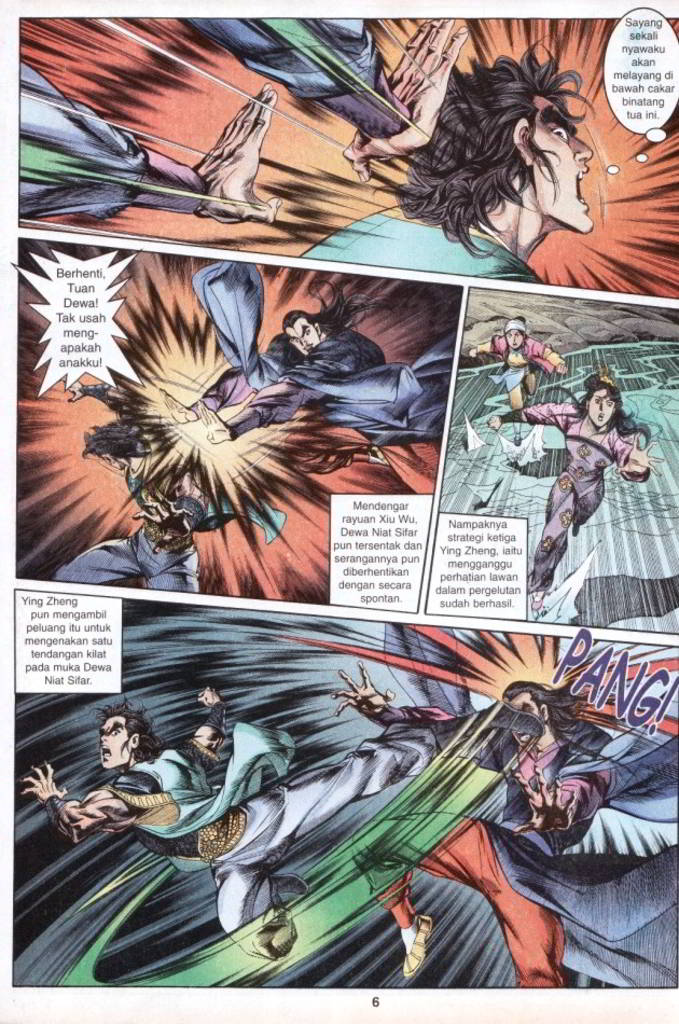 Sayang
sekali
nyawaku
akan
melayang di
bawah cakar
binatang
tua ini.
Berhenti,
Tuan
Dewa!
Tak usah
meng-
apakah
anakku!
Mendengar
rayuan Xiu Wu,
Dewa Niat Sifar
pun tersentak dan
serangannya pun
diberhentikan
dengan secara
spontan.
Nampaknya
strategi ketiga
Ying Zheng, iaitu
mengganggu
perhatian lawan
dalam pergelutan
sudah berhasil.
Ying Zheng
pun mengambil
peluang itu untuk
mengenakan satu
tendangan kilat
pada muka Dewa
Niat Sifar.
PANG!
6